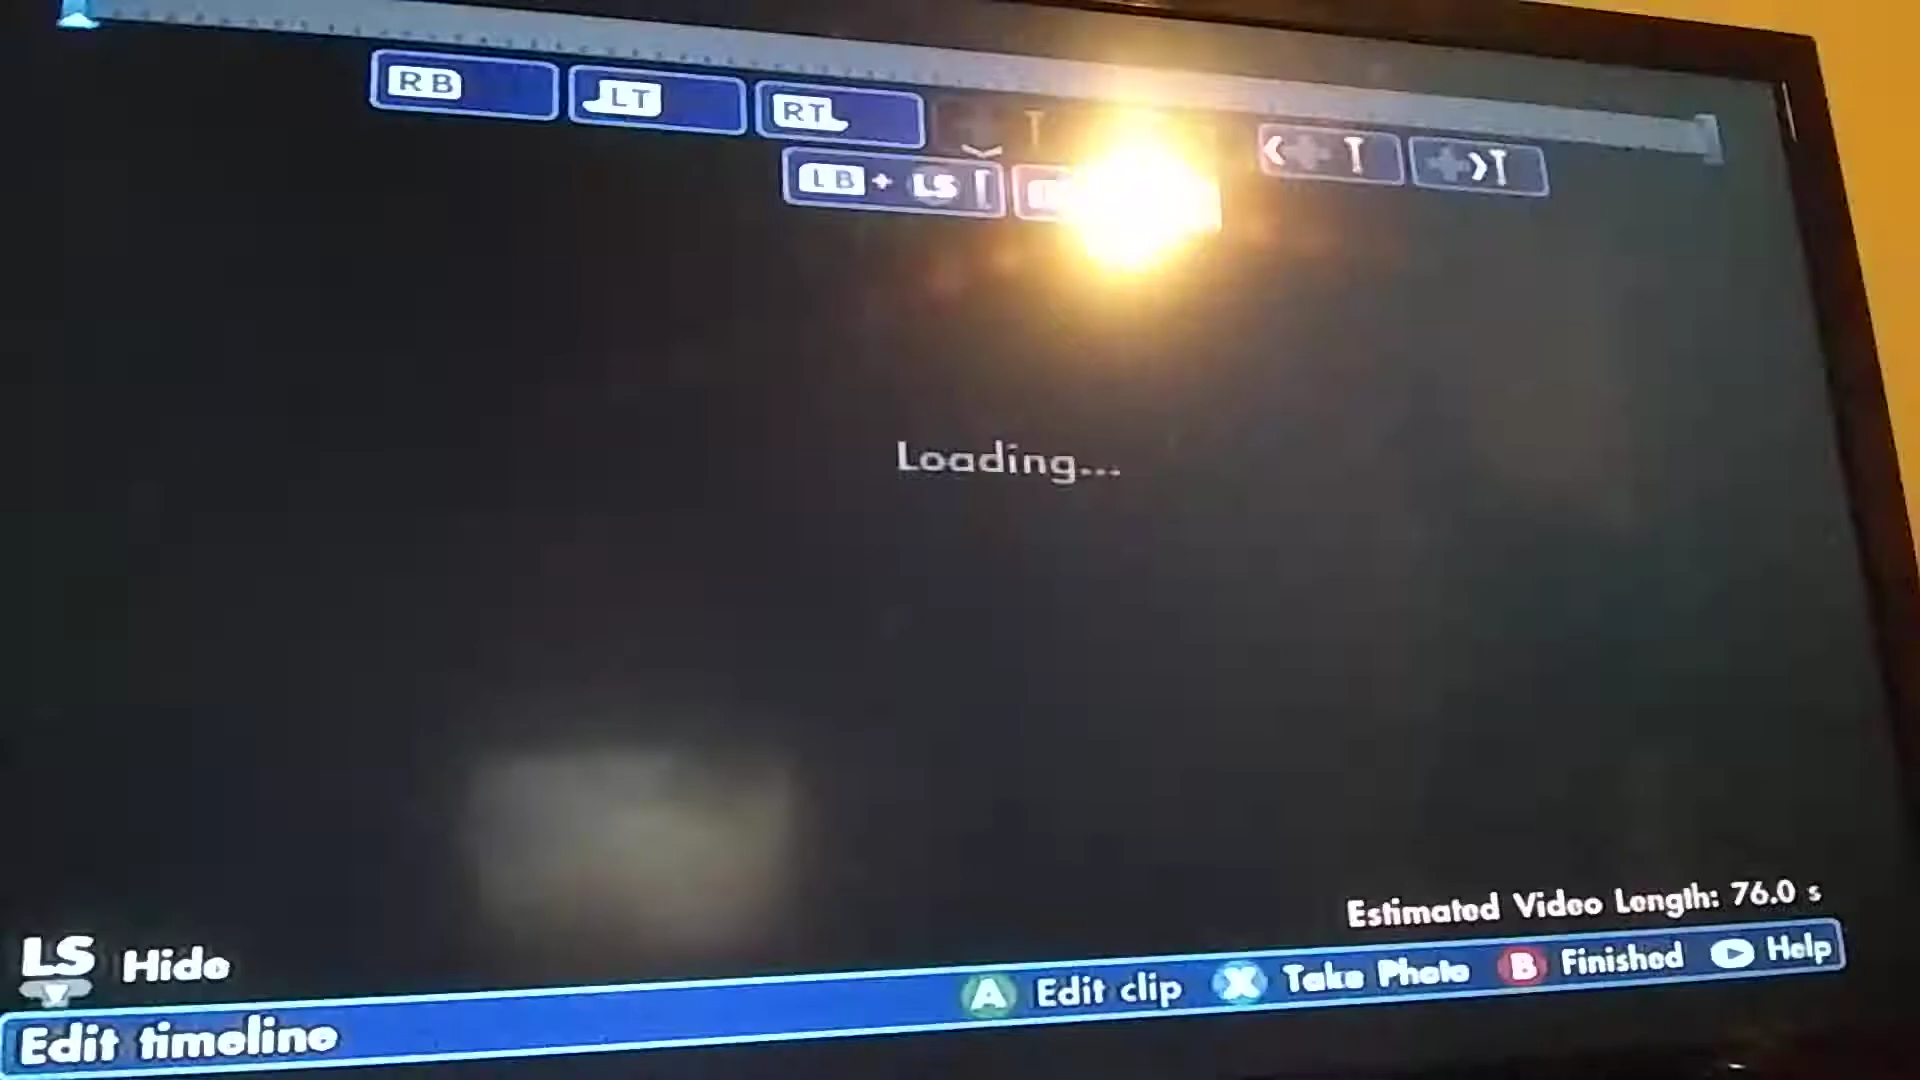 RB LT RT
LB + LS
Loading...
Estimated Video Length: 76.0 s
LS Hide
A Edit clip X Take Photo B Finished Help
Edit timeline